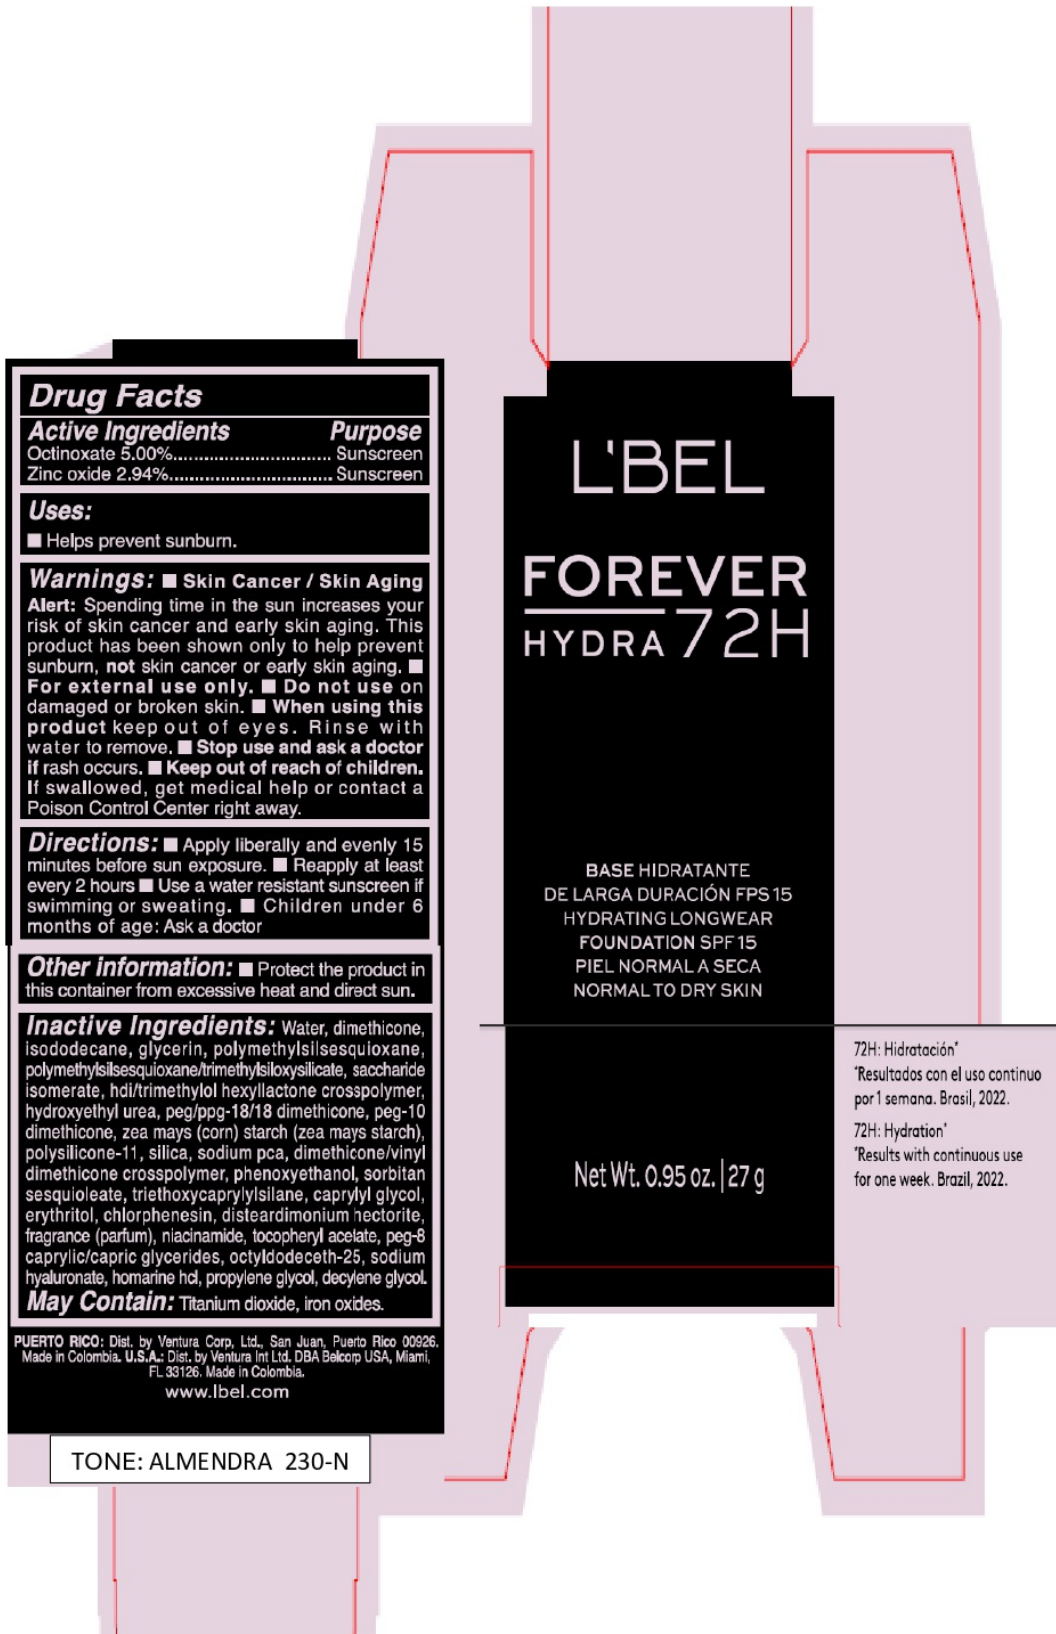 Drug Facts
Active Ingredients Purpose
Octinoxate 5.00%............................... Sunscreen
Zinc oxide 2.94%................................ Sunscreen
Uses:
■ Helps prevent sunburn.
Warnings: ■ Skin Cancer / Skin Aging
Alert: Spending time in the sun increases your
risk of skin cancer and early skin aging. This
product has been shown only to help prevent
sunburn, not skin cancer or early skin aging. ■
For external use only. ■ Do not use on
damaged or broken skin. ■ When using this
product keep out of eyes. Rinse with
water to remove. ■ Stop use and ask a doctor
if rash occurs. ■ Keep out of reach of children.
If swallowed, get medical help or contact a
Poison Control Center right away.
Directions: ■ Apply liberally and evenly 15
minutes before sun exposure. ■ Reapply at least
every 2 hours ■ Use a water resistant sunscreen if
swimming or sweating. ■ Children under 6
months of age: Ask a doctor
Other information: ■ Protect the product in
this container from excessive heat and direct sun.
Inactive Ingredients: Water, dimethicone,
isododecane, glycerin, polymethylsilsesquioxane,
polymethylsilsesquioxane/trimethylsiloxysilicate, saccharide
isomerate, hdi/trimethylol hexyllactone crosspolymer,
hydroxyethyl urea, peg/ppg-18/18 dimethicone, peg-10
dimethicone, zea mays (corn) starch (zea mays starch),
polysilicone-11, silica, sodium pca, dimethicone/vinyl
dimethicone crosspolymer, phenoxyethanol, sorbitan
sesquioleate, triethoxycaprylylsilane, caprylyl glycol,
erythritol, chlorphenesin, disteardimonium hectorite,
fragrance (parfum), niacinamide, tocopheryl acetate, peg-8
caprylic/capric glycerides, octyldodeceth-25, sodium
hyaluronate, homarine hcl, propylene glycol, decylene glycol.
May Contain: Titanium dioxide, iron oxides.
PUERTO RICO: Dist. by Ventura Corp, Ltd., San Juan, Puerto Rico 00926.
Made in Colombia. U.S.A.: Dist. by Ventura Int Ltd. DBA Belcorp USA, Miami,
FL 33126. Made in Colombia.
www.lbel.com
TONE: ALMENDRA 230-N
L'BEL
FOREVER
HYDRA 72H
BASE HIDRATANTE
DE LARGA DURACIÓN FPS 15
HYDRATING LONGWEAR
FOUNDATION SPF 15
PIEL NORMAL A SECA
NORMAL TO DRY SKIN
Net Wt. 0.95 oz. | 27 g
72H: Hidratación*
*Resultados con el uso continuo
por 1 semana. Brasil, 2022.
72H: Hydration*
*Results with continuous use
for one week. Brazil, 2022.